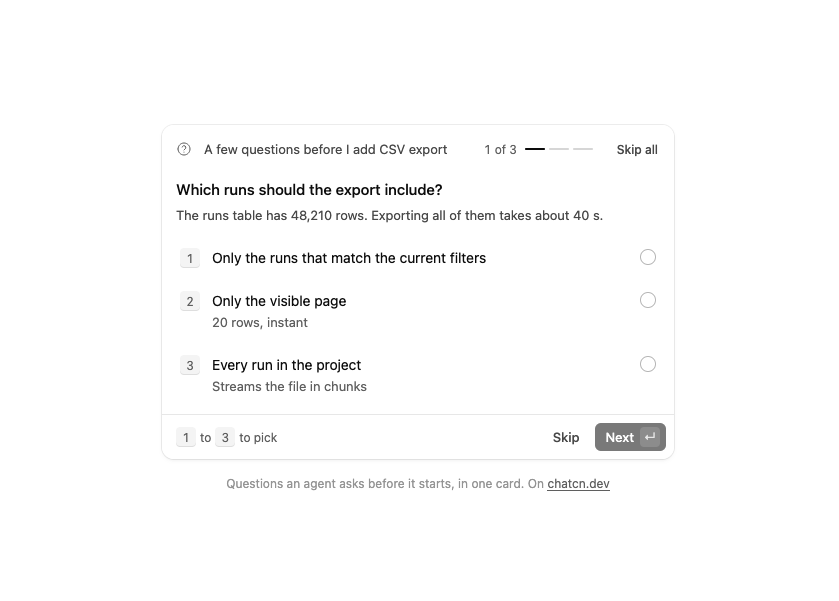 A few questions before I add CSV export
1 of 3
Skip all
Which runs should the export include?
The runs table has 48,210 rows. Exporting all of them takes about 40 s.
1 Only the runs that match the current filters
2 Only the visible page
20 rows, instant
3 Every run in the project
Streams the file in chunks
1 to 3 to pick
Skip
Next ↵
Questions an agent asks before it starts, in one card. On chatcn.dev